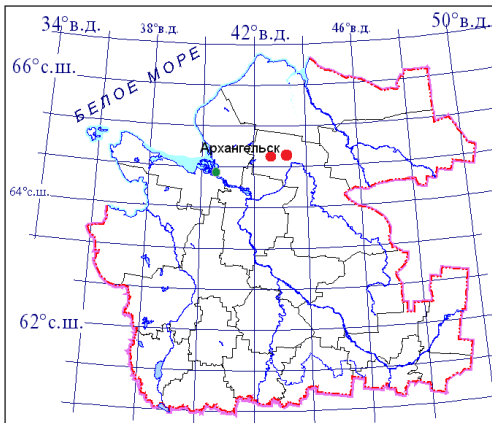 34°в.д.
38°в.д.
42°в.д.
46°в.д.
50°в.д.
66°с.ш.
БЕЛОЕ МОРЕ
Архангельск
64°с.ш.
62°с.ш.